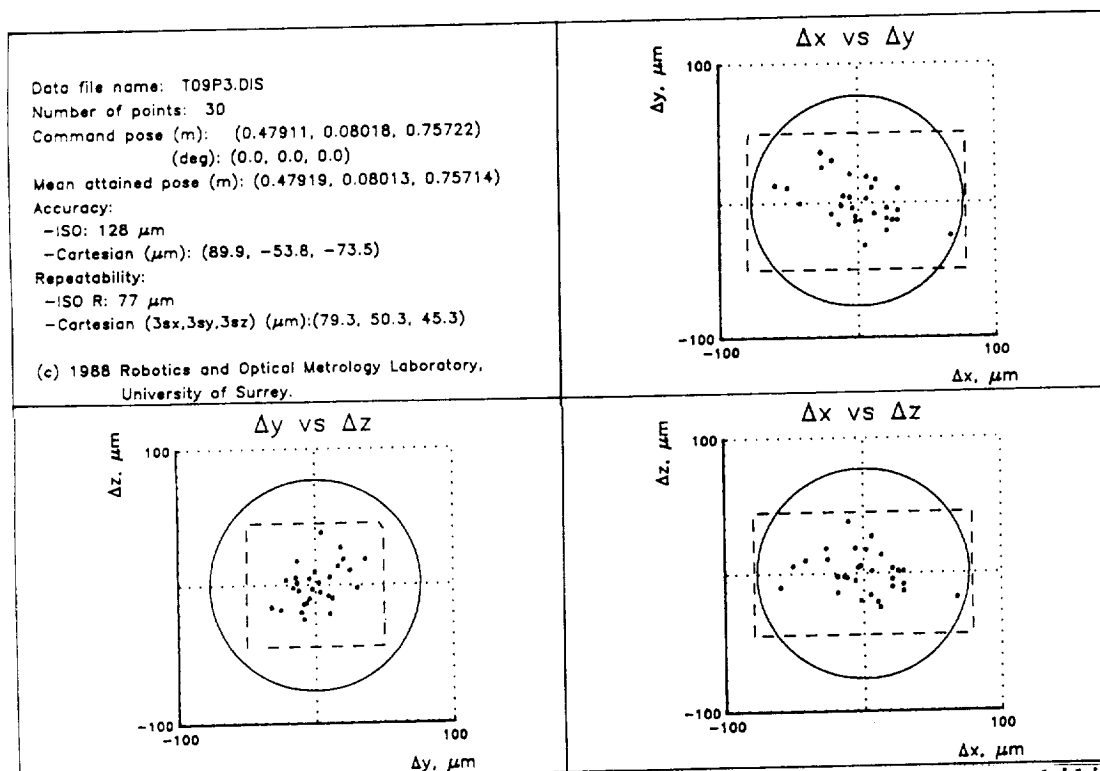 Data file name: T09P3.DIS
Number of points: 30
Command pose (m): (0.47911, 0.08018, 0.75722)
(deg): (0.0, 0.0, 0.0)
Mean attained pose (m): (0.47919, 0.08013, 0.75714)
Accuracy:
-ISO: 128 μm
-Cartesian (μm): (89.9, -53.8, -73.5)
Repeatability:
-ISO R: 77 μm
-Cartesian (3sx,3sy,3sz) (μm):(79.3, 50.3, 45.3)
(c) 1988 Robotics and Optical Metrology Laboratory,
University of Surrey.
Δx vs Δy
100
Δy, μm
-100
-100
100
Δx, μm
Δy vs Δz
100
Δz, μm
-100
-100
100
Δy, μm
Δx vs Δz
100
Δz, μm
-100
-100
100
Δx, μm